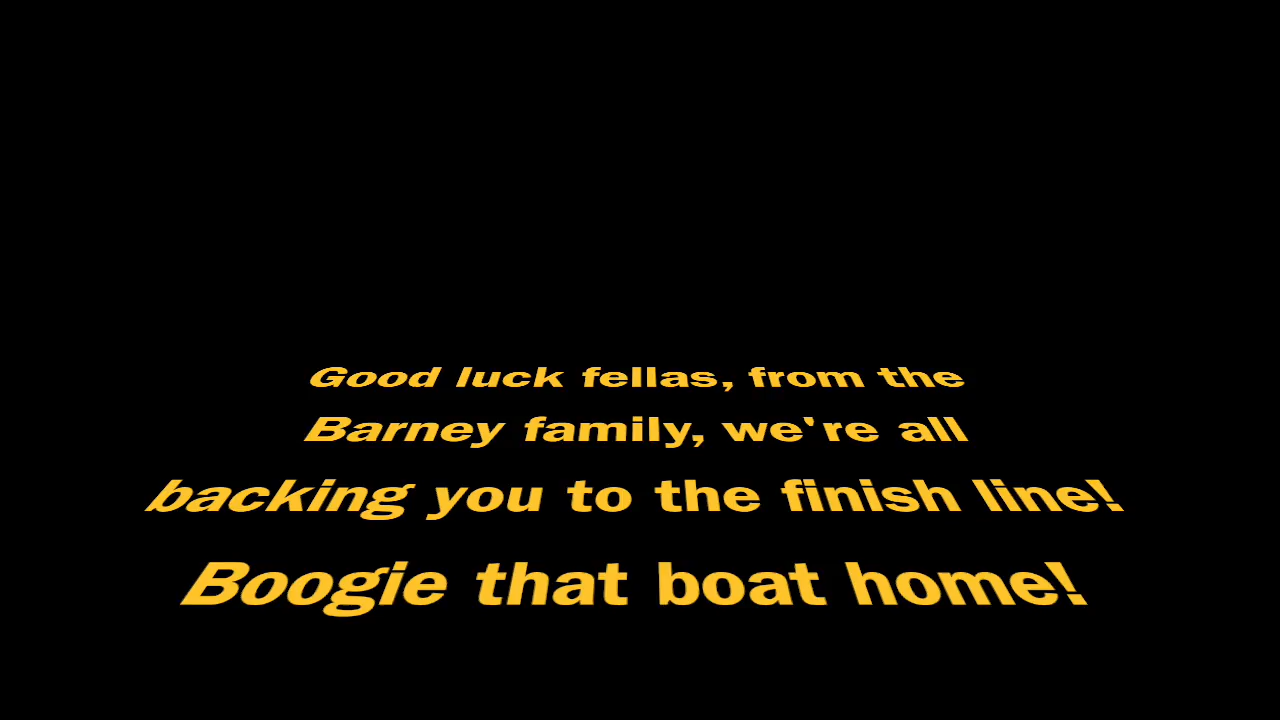 Good luck fellas, from the
Barney family, we're all
backing you to the finish line!
Boogie that boat home!